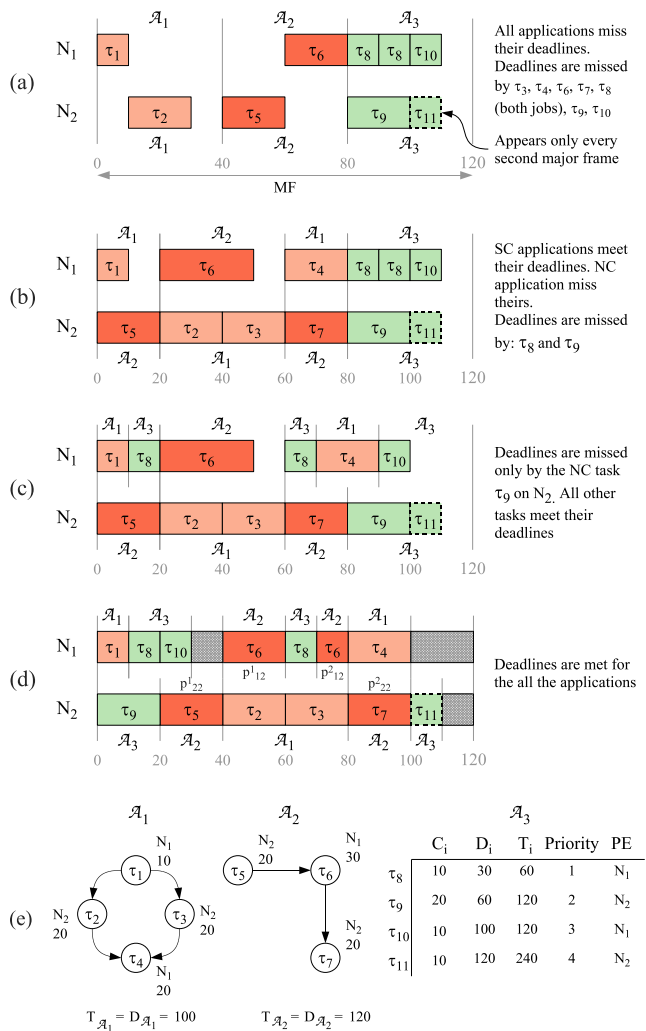 𝒜1 𝒜2 𝒜3
N1 τ1 τ6 τ8 τ8 τ10
(a)
N2 τ2 τ5 τ9 τ11
𝒜1 𝒜2 𝒜3
0 40 80 120
MF
All applications miss
their deadlines.
Deadlines are missed
by τ3, τ4, τ6, τ7, τ8
(both jobs), τ9, τ10
Appears only every
second major frame
𝒜1 𝒜2 𝒜1 𝒜3
N1 τ1 τ6 τ4 τ8 τ8 τ10
(b)
N2 τ5 τ2 τ3 τ7 τ9 τ11
𝒜2 𝒜1 𝒜2 𝒜3
0 20 40 60 80 100 120
SC applications meet
their deadlines. NC
application miss
theirs.
Deadlines are missed
by: τ8 and τ9
𝒜1 𝒜3 𝒜2 𝒜3 𝒜1 𝒜3
N1 τ1 τ8 τ6 τ8 τ4 τ10
(c)
N2 τ5 τ2 τ3 τ7 τ9 τ11
𝒜2 𝒜1 𝒜2 𝒜3
0 20 40 60 80 100 120
Deadlines are missed
only by the NC task
τ9 on N2. All other
tasks meet their
deadlines
𝒜1 𝒜3 𝒜2 𝒜3 𝒜2 𝒜1
N1 τ1 τ8 τ10 τ6 τ8 τ6 τ4
p¹22 p¹12 p²12 p²22
(d)
N2 τ9 τ5 τ2 τ3 τ7 τ11
𝒜3 𝒜2 𝒜1 𝒜2 𝒜3
0 20 40 60 80 100 120
Deadlines are met for
the all the applications
(e)
𝒜1
N1
10
τ1
N2
20
τ2
τ3
N2
20
τ4
N1
20
T𝒜1 = D𝒜1 = 100
𝒜2
N2
20
τ5
N1
30
τ6
N2
20
τ7
T𝒜2 = D𝒜2 = 120
𝒜3
Ci Di Ti Priority PE
τ8 10 30 60 1 N1
τ9 20 60 120 2 N2
τ10 10 100 120 3 N1
τ11 10 120 240 4 N2